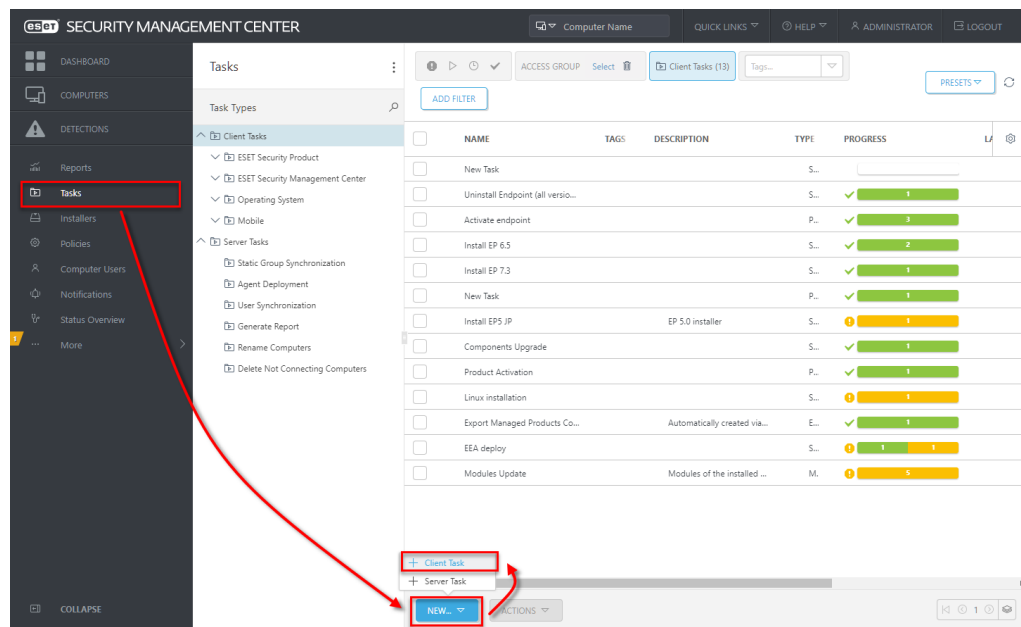 eset SECURITY MANAGEMENT CENTER
Computer Name
QUICK LINKS
HELP
ADMINISTRATOR
LOGOUT
DASHBOARD
COMPUTERS
DETECTIONS
Reports
Tasks
Installers
Policies
Computer Users
Notifications
Status Overview
1
More
COLLAPSE
Tasks
Task Types
Client Tasks
ESET Security Product
ESET Security Management Center
Operating System
Mobile
Server Tasks
Static Group Synchronization
Agent Deployment
User Synchronization
Generate Report
Rename Computers
Delete Not Connecting Computers
ACCESS GROUP Select
Client Tasks (13)
Tags...
PRESETS
ADD FILTER
NAME TAGS DESCRIPTION TYPE PROGRESS LA
New Task S...
Uninstall Endpoint (all versio... S... 1
Activate endpoint P... 3
Install EP 6.5 S... 2
Install EP 7.3 S... 1
New Task P... 1
Install EP5 JP EP 5.0 installer S... 1
Components Upgrade S... 1
Product Activation P... 1
Linux installation S... 1
Export Managed Products Co... Automatically created via... E... 1
EEA deploy S... 1 1
Modules Update Modules of the installed ... M. 5
Client Task
Server Task
NEW...
ACTIONS
1